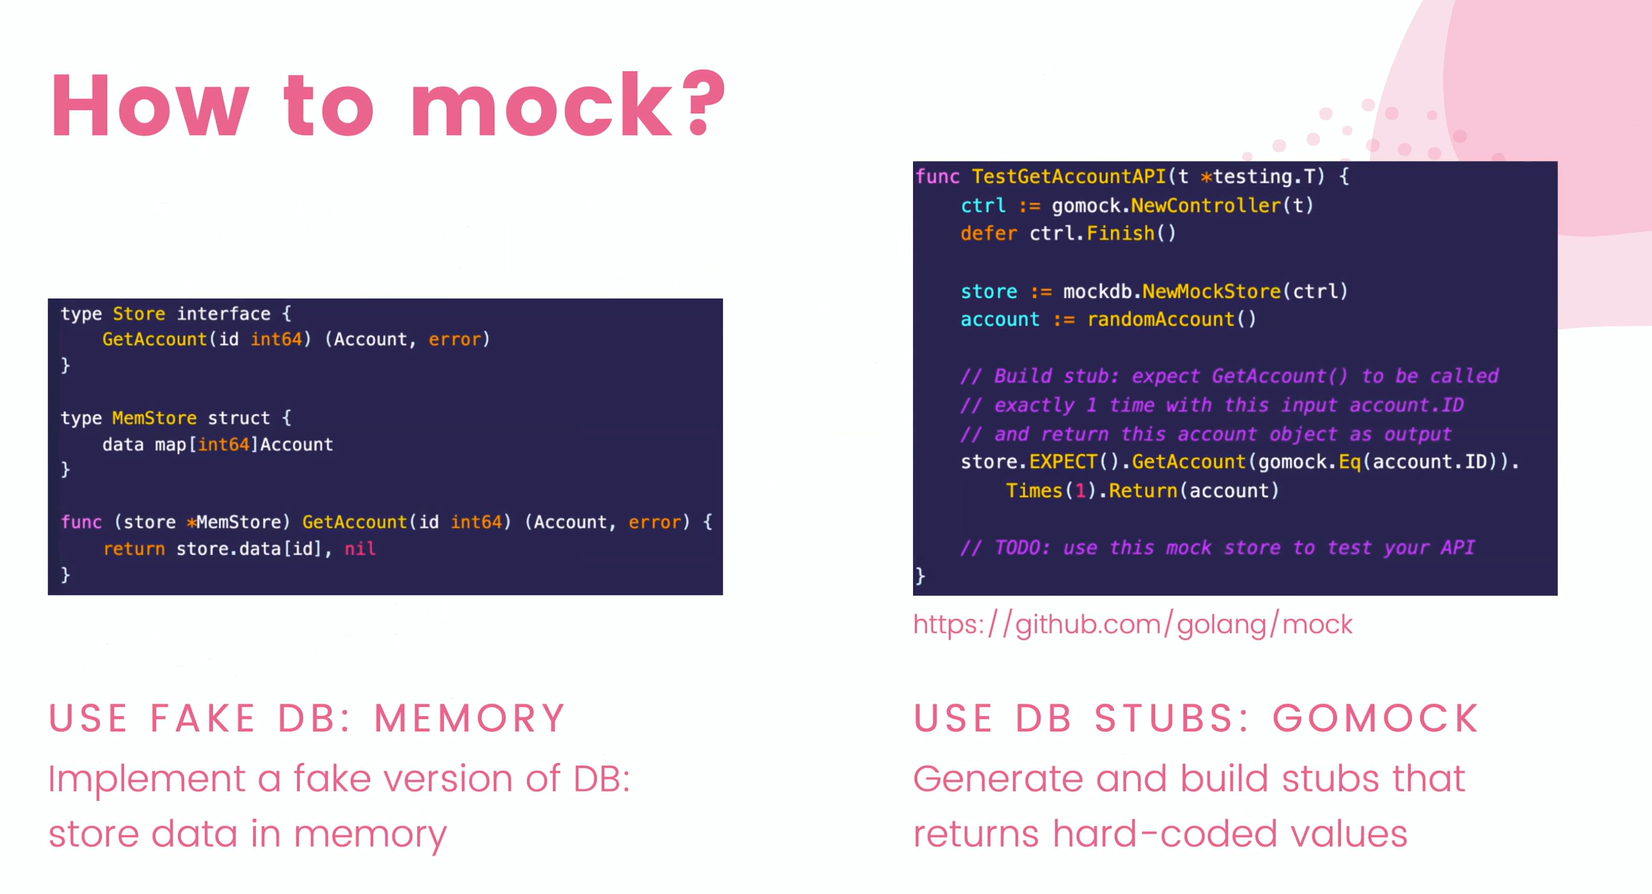 How to mock?
type Store interface {
    GetAccount(id int64) (Account, error)
}
type MemStore struct {
    data map[int64]Account
}
func (store *MemStore) GetAccount(id int64) (Account, error) {
    return store.data[id], nil
}
USE FAKE DB: MEMORY
Implement a fake version of DB:
store data in memory
func TestGetAccountAPI(t *testing.T) {
    ctrl := gomock.NewController(t)
    defer ctrl.Finish()
    store := mockdb.NewMockStore(ctrl)
    account := randomAccount()
    // Build stub: expect GetAccount() to be called
    // exactly 1 time with this input account.ID
    // and return this account object as output
    store.EXPECT().GetAccount(gomock.Eq(account.ID)).
        Times(1).Return(account)
    // TODO: use this mock store to test your API
}
https://github.com/golang/mock
USE DB STUBS: GOMOCK
Generate and build stubs that
returns hard-coded values